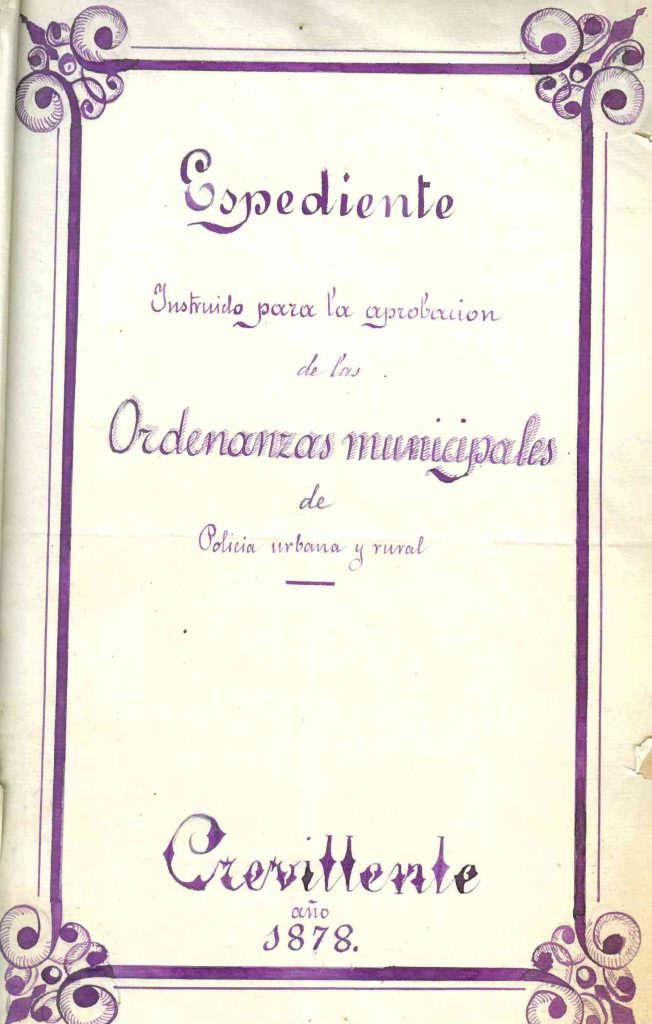 Espediente
Instruido para la aprobacion
de las
Ordenanzas municipales
de
Policia urbana y rural
Crevillente
año
1878.